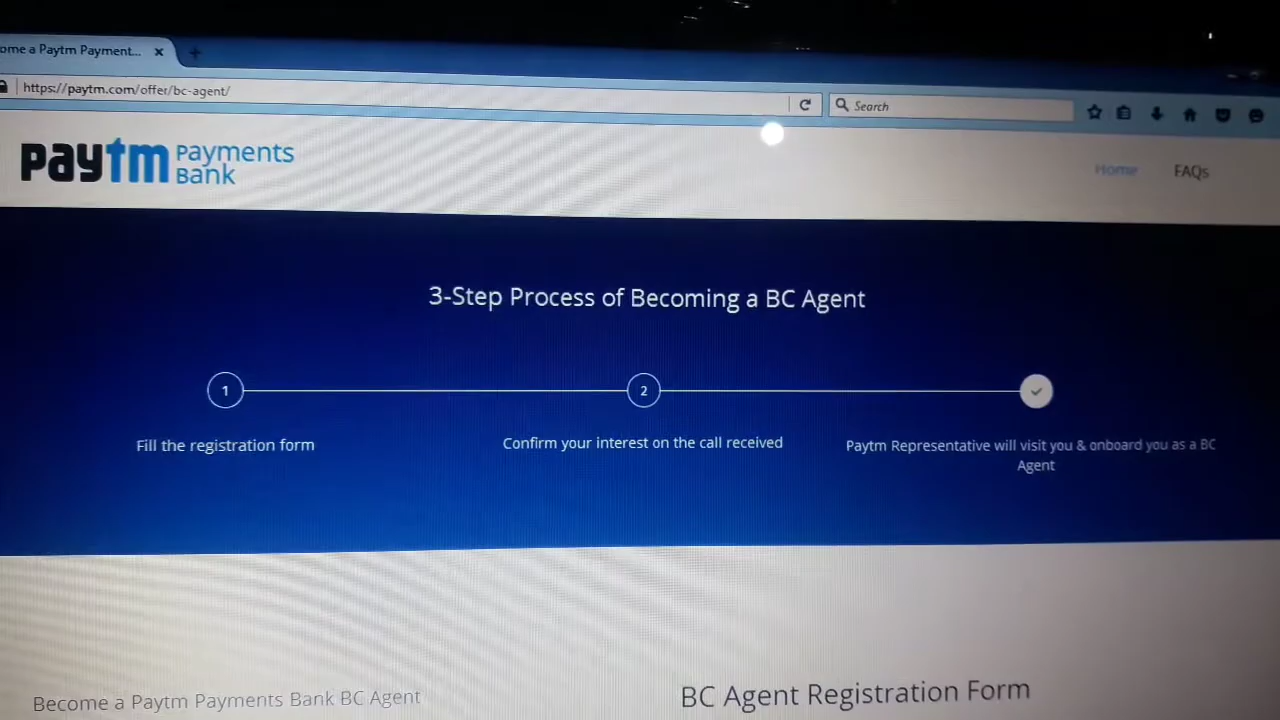 ome a Paytm Payment...
https://paytm.com/offer/bc-agent/
Search
paytm Payments
Bank
Home
FAQs
3-Step Process of Becoming a BC Agent
1
2
Fill the registration form
Confirm your interest on the call received
Paytm Representative will visit you & onboard you as a BC
Agent
Become a Paytm Payments Bank BC Agent
BC Agent Registration Form